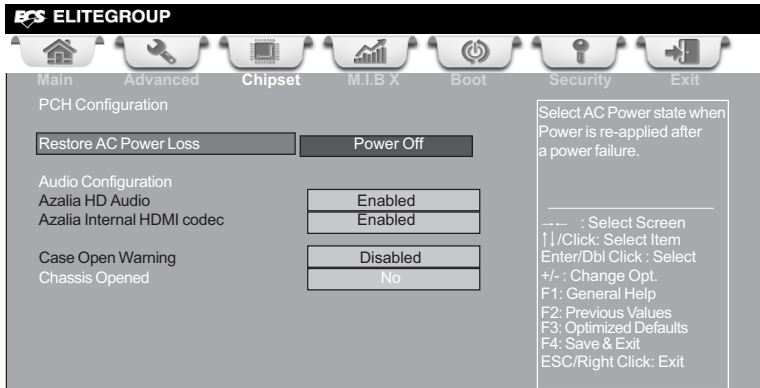 ECS ELITEGROUP
Main Advanced Chipset M.I.B X Boot Security Exit
PCH Configuration
Restore AC Power Loss Power Off
Audio Configuration
Azalia HD Audio Enabled
Azalia Internal HDMI codec Enabled
Case Open Warning Disabled
Chassis Opened No
Select AC Power state when
Power is re-applied after
a power failure.
→← : Select Screen
↑↓/Click: Select Item
Enter/Dbl Click : Select
+/- : Change Opt.
F1: General Help
F2: Previous Values
F3: Optimized Defaults
F4: Save & Exit
ESC/Right Click: Exit